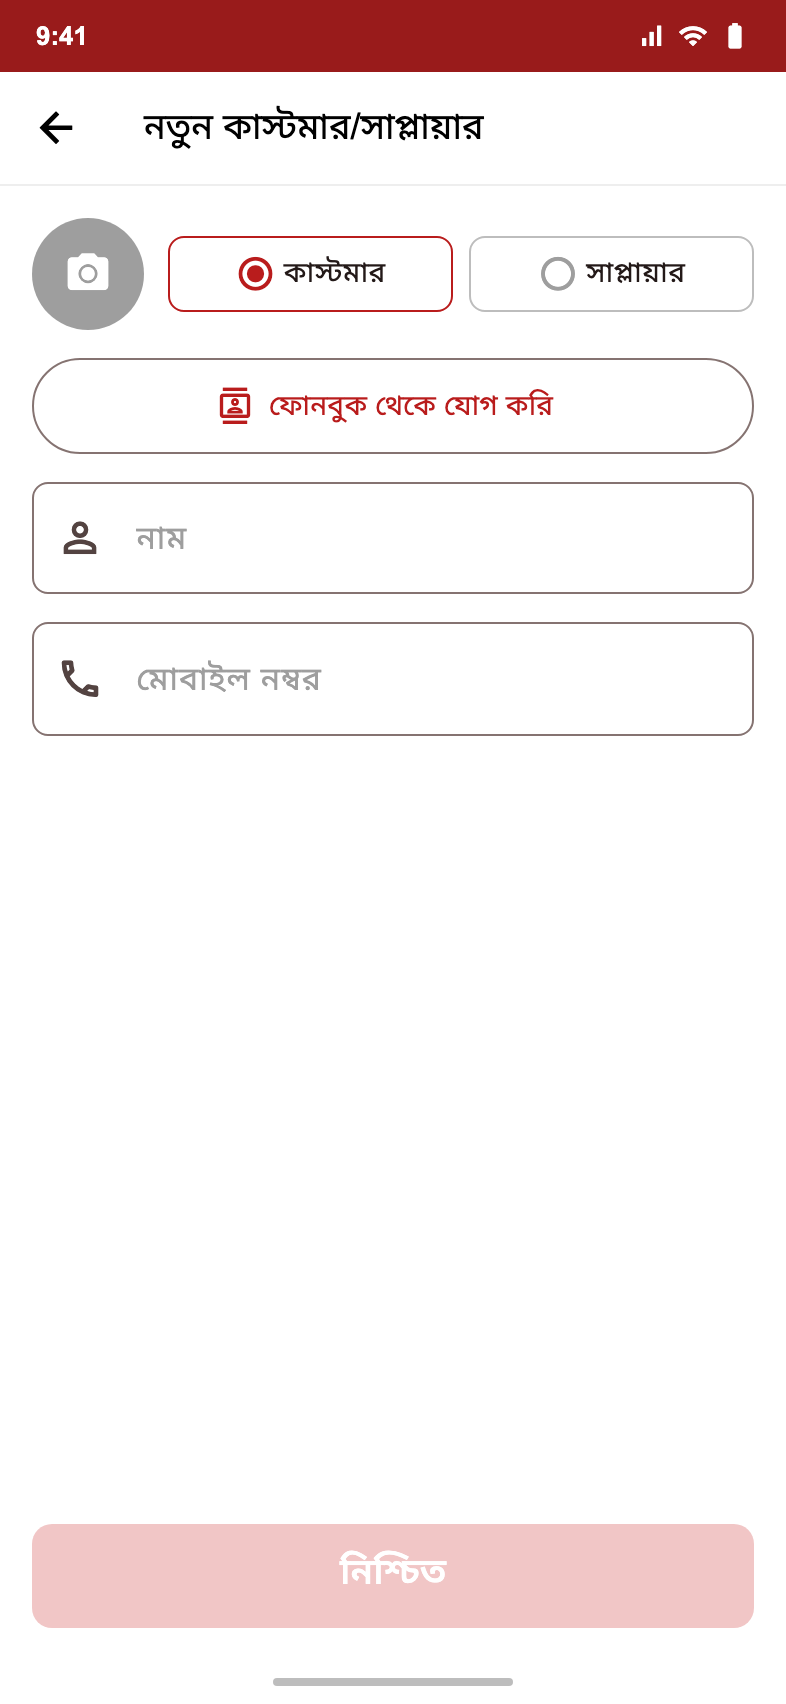 9:41
নতুন কাস্টমার/সাপ্লায়ার
কাস্টমার
সাপ্লায়ার
ফোনবুক থেকে যোগ করি
নাম
মোবাইল নম্বর
নিশ্চিত